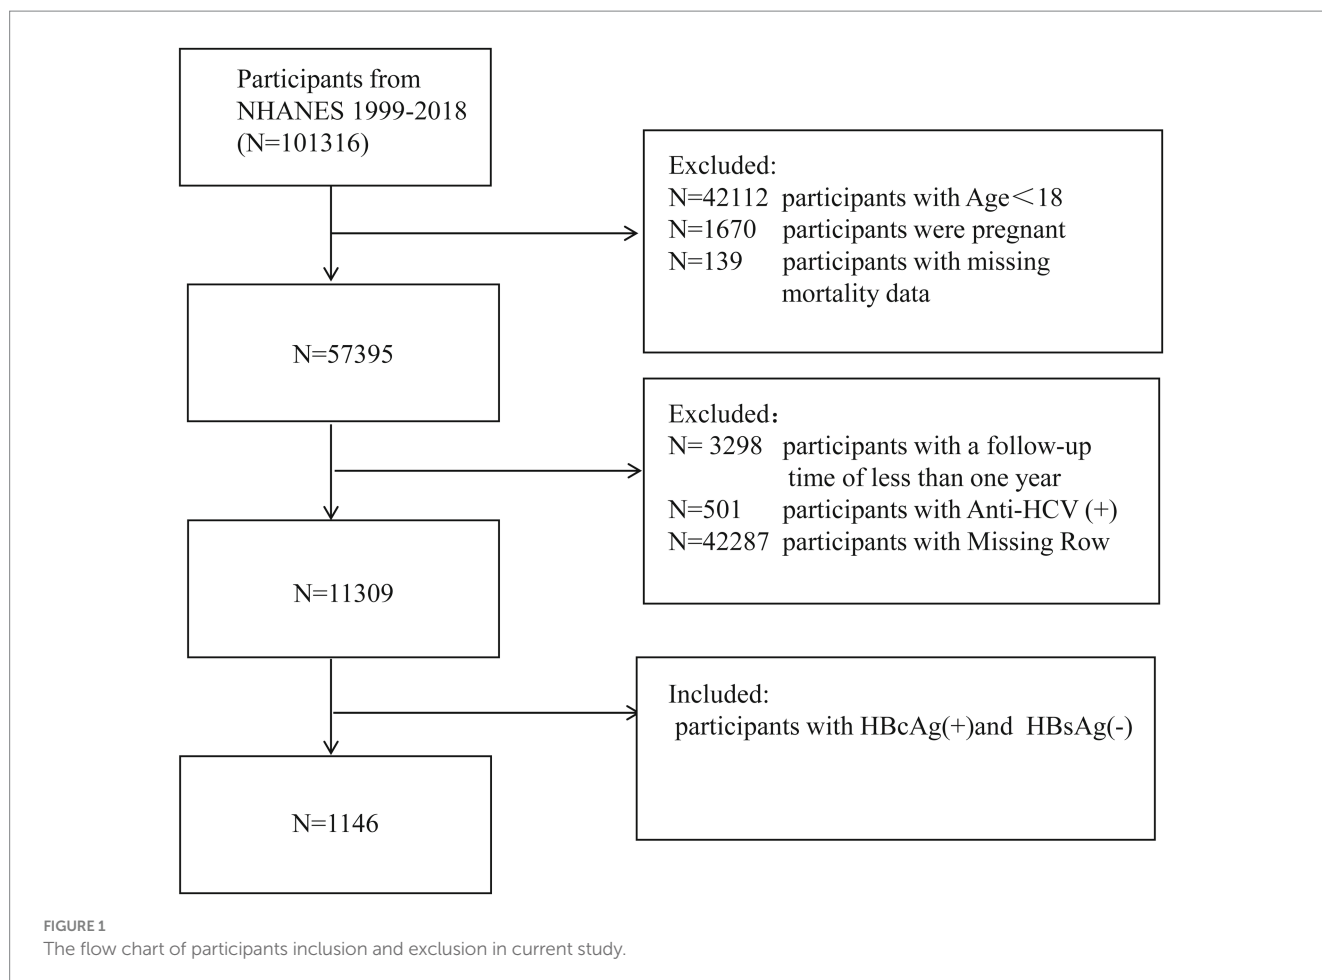 Participants from
NHANES 1999-2018
(N=101316)
Excluded:
N=42112 participants with Age＜18
N=1670 participants were pregnant
N=139 participants with missing
mortality data
N=57395
Excluded：
N= 3298 participants with a follow-up
time of less than one year
N=501 participants with Anti-HCV (+)
N=42287 participants with Missing Row
N=11309
Included:
participants with HBcAg(+)and HBsAg(-)
N=1146
FIGURE 1
The flow chart of participants inclusion and exclusion in current study.